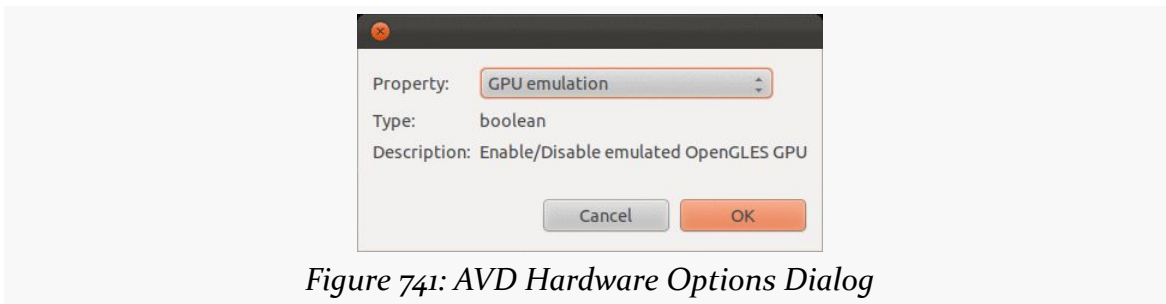 Property: GPU emulation
Type: boolean
Description: Enable/Disable emulated OpenGLES GPU
Cancel OK
Figure 741: AVD Hardware Options Dialog